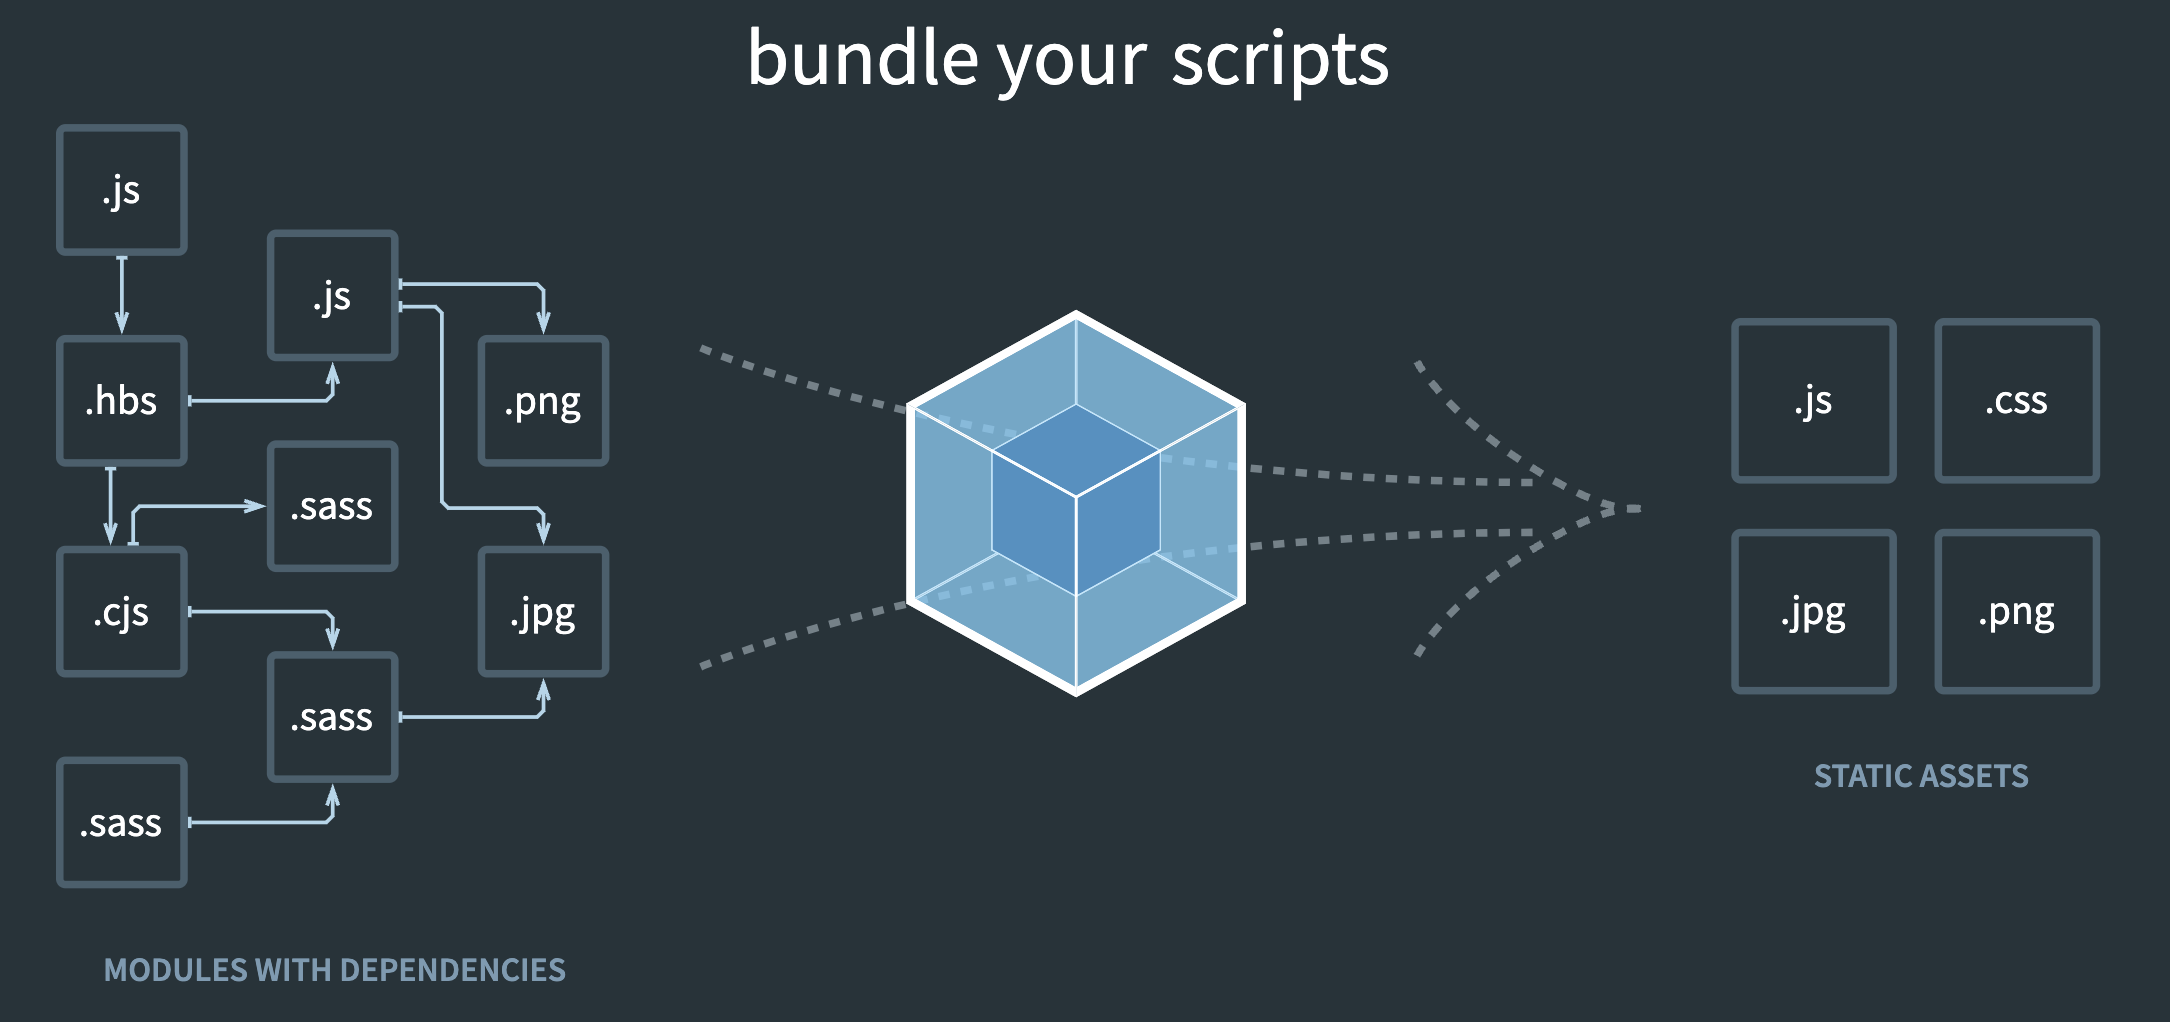 bundle your scripts
.js
.js
.hbs
.png
.sass
.cjs
.jpg
.sass
.sass
MODULES WITH DEPENDENCIES
.js
.css
.jpg
.png
STATIC ASSETS